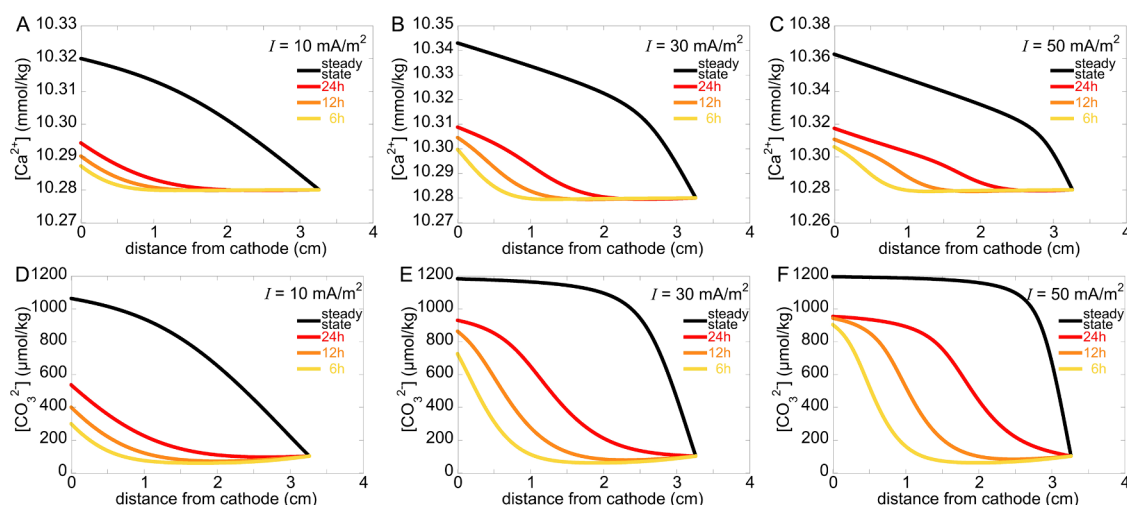 A
I = 10 mA/m²
steady
state
24h
12h
6h
10.33
10.32
10.31
10.30
10.29
10.28
10.27
[Ca²⁺] (mmol/kg)
0 1 2 3 4
distance from cathode (cm)
B
I = 30 mA/m²
steady
state
24h
12h
6h
10.35
10.34
10.33
10.32
10.31
10.30
10.29
10.28
10.27
[Ca²⁺] (mmol/kg)
0 1 2 3 4
distance from cathode (cm)
C
I = 50 mA/m²
steady
state
24h
12h
6h
10.38
10.36
10.34
10.32
10.30
10.28
10.26
[Ca²⁺] (mmol/kg)
0 1 2 3 4
distance from cathode (cm)
D
I = 10 mA/m²
steady
state
24h
12h
6h
1200
1000
800
600
400
200
0
[CO₃²⁻] (μmol/kg)
0 1 2 3 4
distance from cathode (cm)
E
I = 30 mA/m²
steady
state
24h
12h
6h
1200
1000
800
600
400
200
0
[CO₃²⁻] (μmol/kg)
0 1 2 3 4
distance from cathode (cm)
F
I = 50 mA/m²
steady
state
24h
12h
6h
1200
1000
800
600
400
200
0
[CO₃²⁻] (μmol/kg)
0 1 2 3 4
distance from cathode (cm)